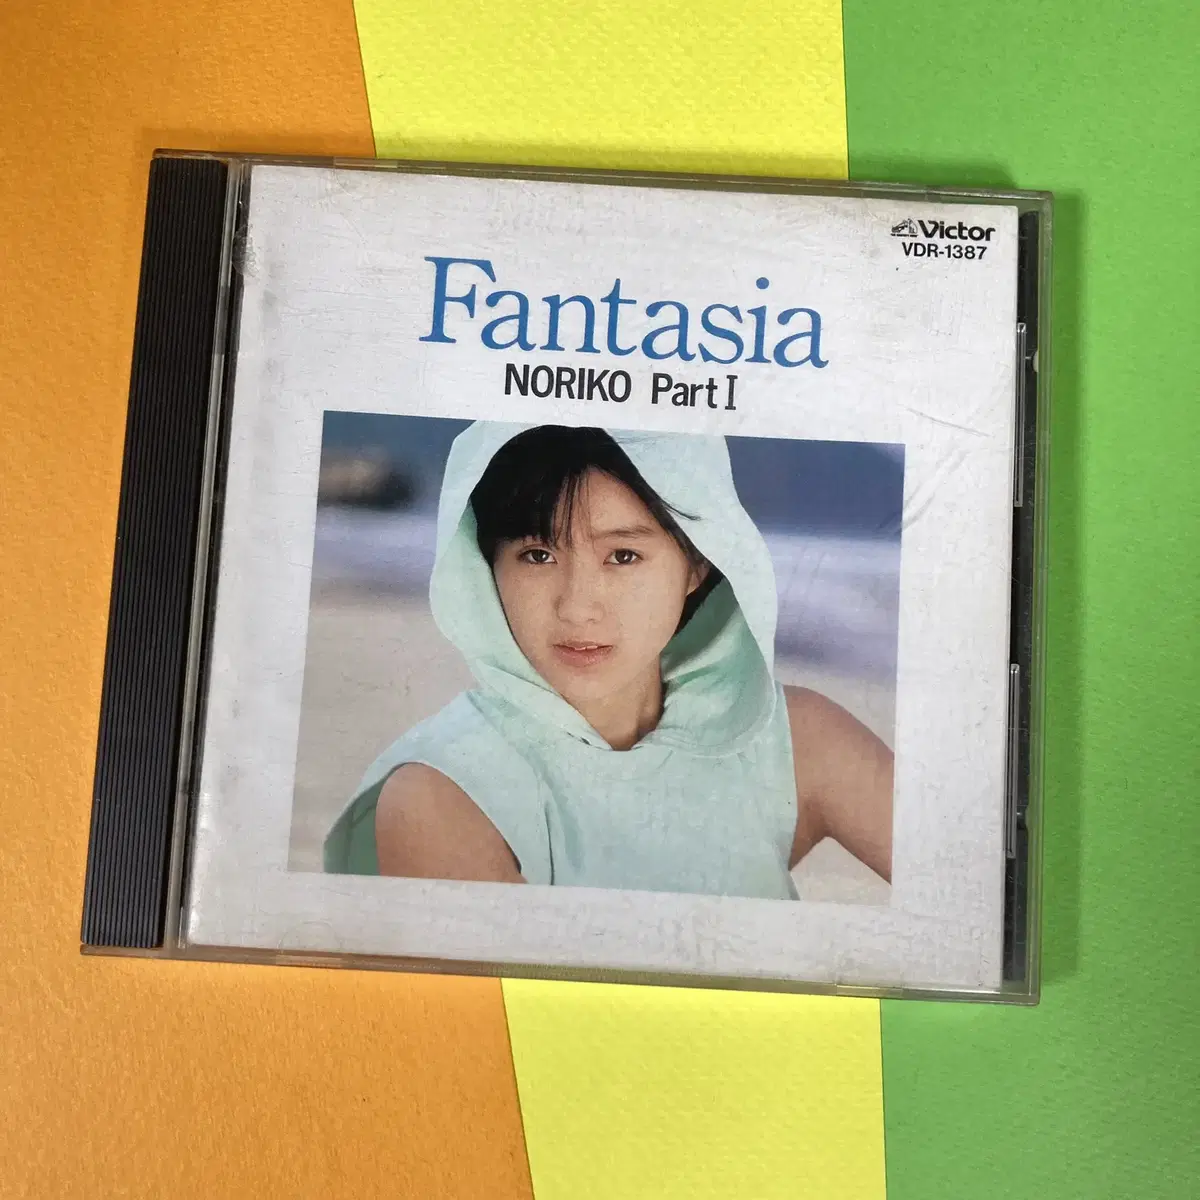 Victor
VDR-1387
Fantasia
NORIKO Part I